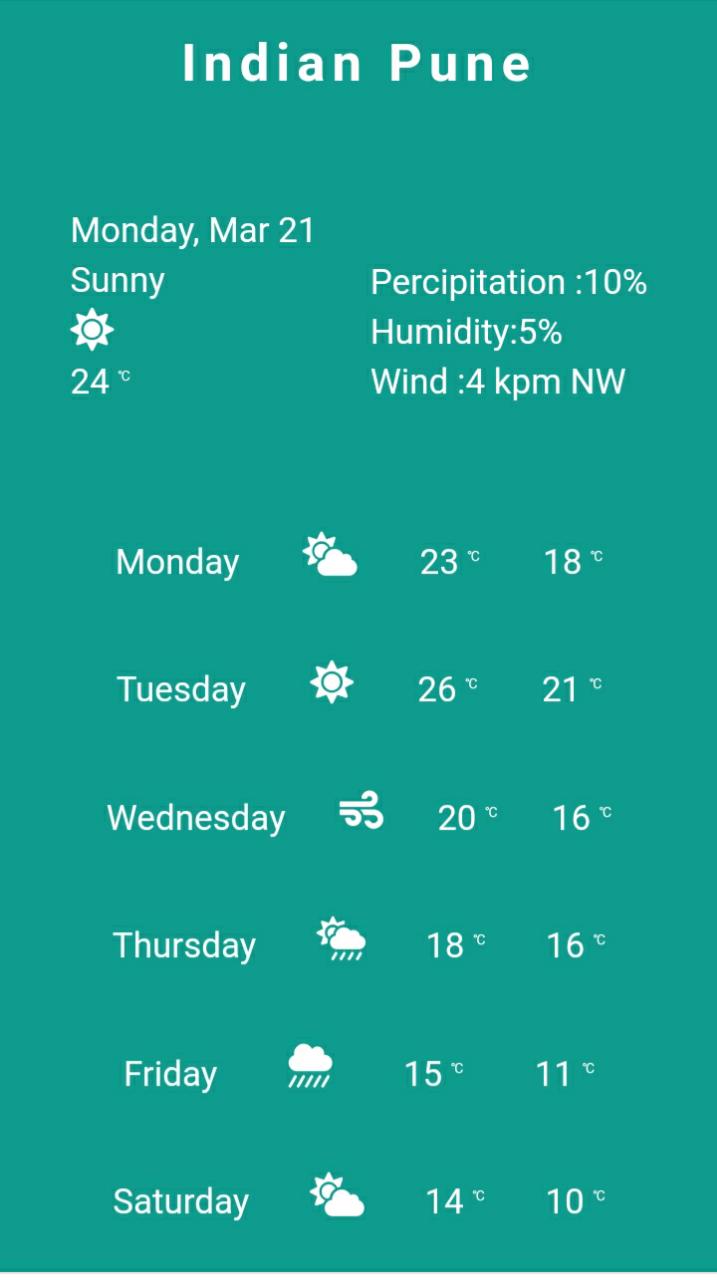 Indian Pune
Monday, Mar 21
Sunny
24 °C
Percipitation :10%
Humidity:5%
Wind :4 kpm NW
Monday 23 °C 18 °C
Tuesday 26 °C 21 °C
Wednesday 20 °C 16 °C
Thursday 18 °C 16 °C
Friday 15 °C 11 °C
Saturday 14 °C 10 °C